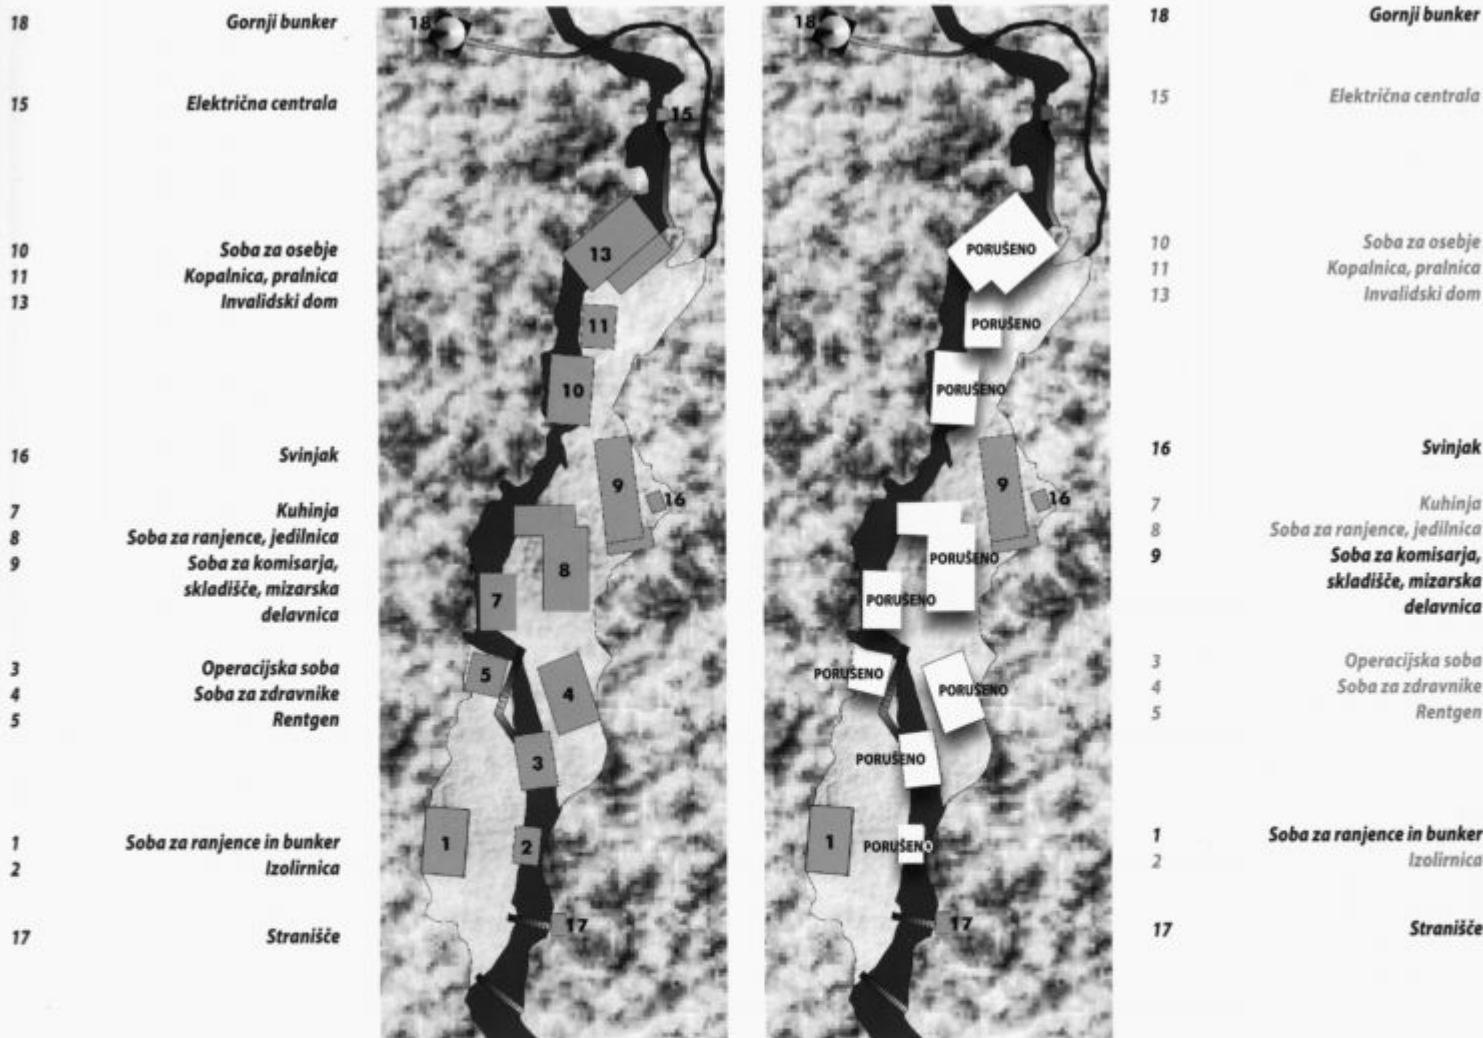 18 Gornji bunker
15 Električna centrala
10 Soba za osebje
11 Kopalnica, pralnica
13 Invalidski dom
16 Svinjak
7 Kuhinja
8 Soba za ranjence, jedilnica
9 Soba za komisarja,
skladišče, mizarska
delavnica
3 Operacijska soba
4 Soba za zdravnike
5 Rentgen
1 Soba za ranjence in bunker
2 Izolirnica
17 Stranišče
18
15
13
11
10
9
16
8
7
5
4
3
1
2
17
18
PORUŠENO
PORUŠENO
PORUŠENO
9
16
PORUŠENO
PORUŠENO
PORUŠENO
PORUŠENO
PORUŠENO
1
PORUŠENO
17
18 Gornji bunker
15 Električna centrala
10 Soba za osebje
11 Kopalnica, pralnica
13 Invalidski dom
16 Svinjak
7 Kuhinja
8 Soba za ranjence, jedilnica
9 Soba za komisarja,
skladišče, mizarska
delavnica
3 Operacijska soba
4 Soba za zdravnike
5 Rentgen
1 Soba za ranjence in bunker
2 Izolirnica
17 Stranišče